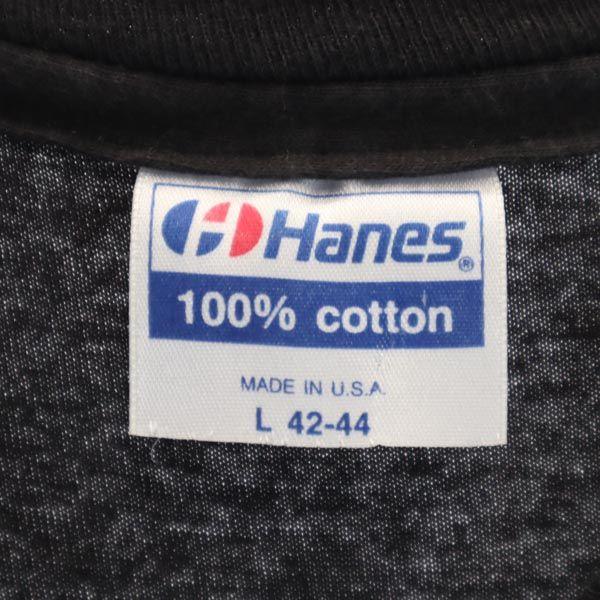 Hanes®
100% cotton
MADE IN U.S.A.
L 42-44